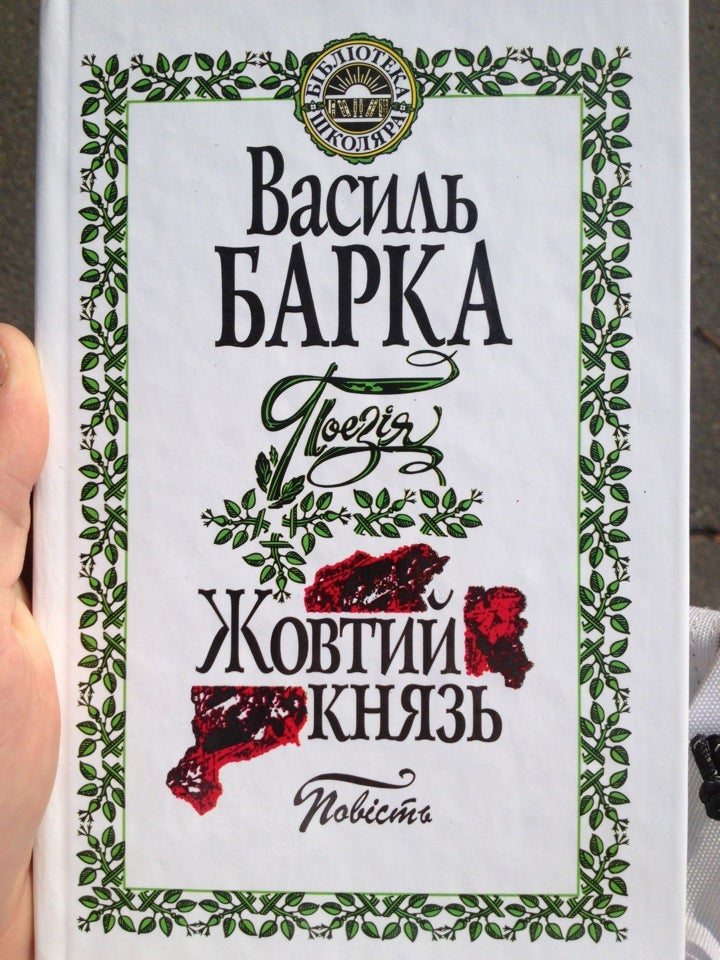 БІБЛІОТЕКА
ШКОЛЯРА
Василь
БАРКА
Поезія
Жовтий
князь
Повість